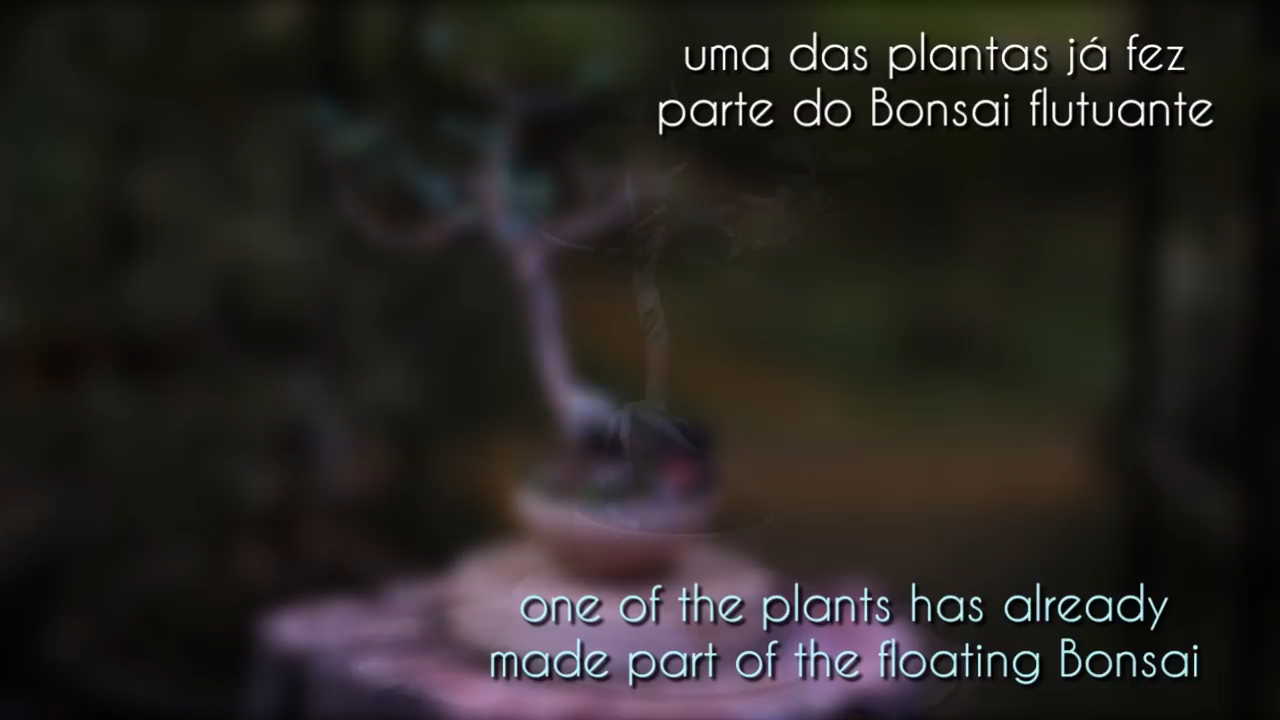 uma das plantas já fez
parte do Bonsai flutuante
one of the plants has already
made part of the floating Bonsai